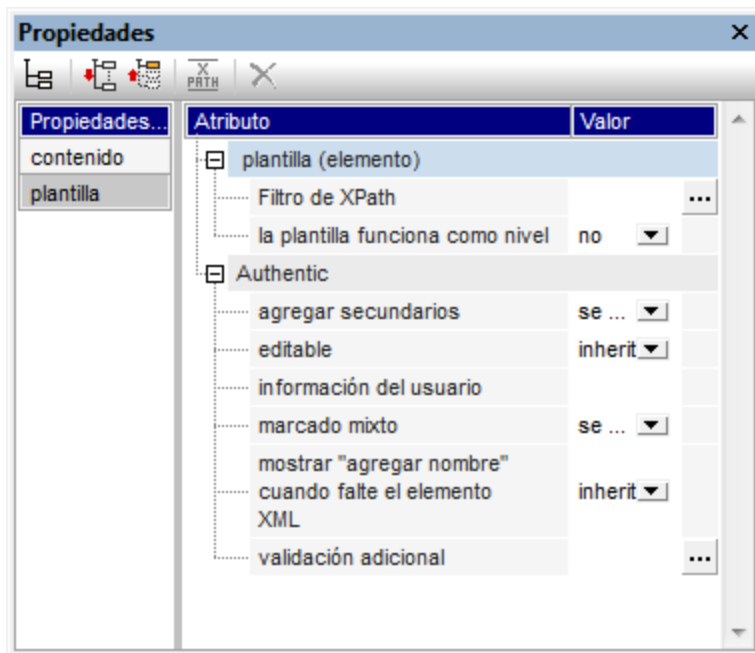 Propiedades
X
PATH
Propiedades...
Atributo
Valor
contenido
plantilla
plantilla (elemento)
Filtro de XPath
...
la plantilla funciona como nivel
no
Authentic
agregar secundarios
se ...
editable
inherit
información del usuario
marcado mixto
se ...
mostrar "agregar nombre"
cuando falte el elemento
XML
inherit
validación adicional
...